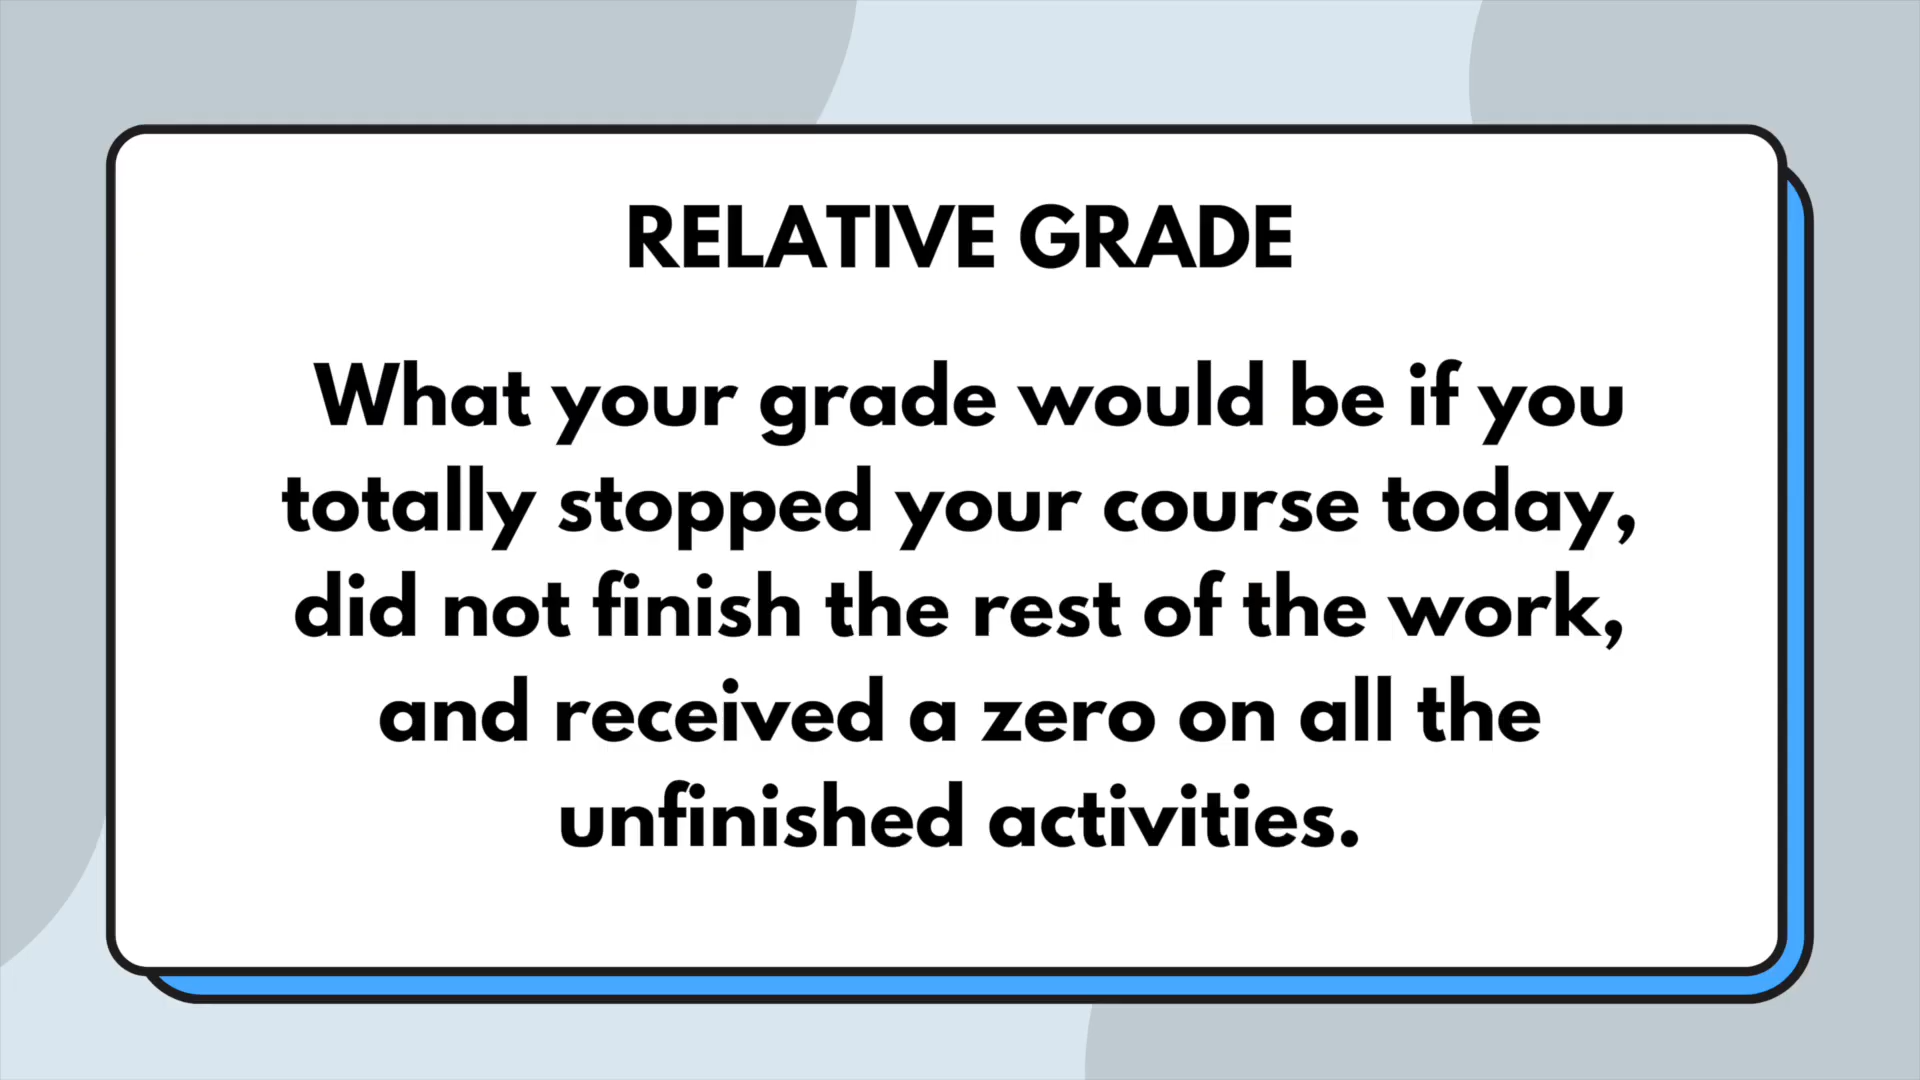 RELATIVE GRADE
What your grade would be if you
totally stopped your course today,
did not finish the rest of the work,
and received a zero on all the
unfinished activities.